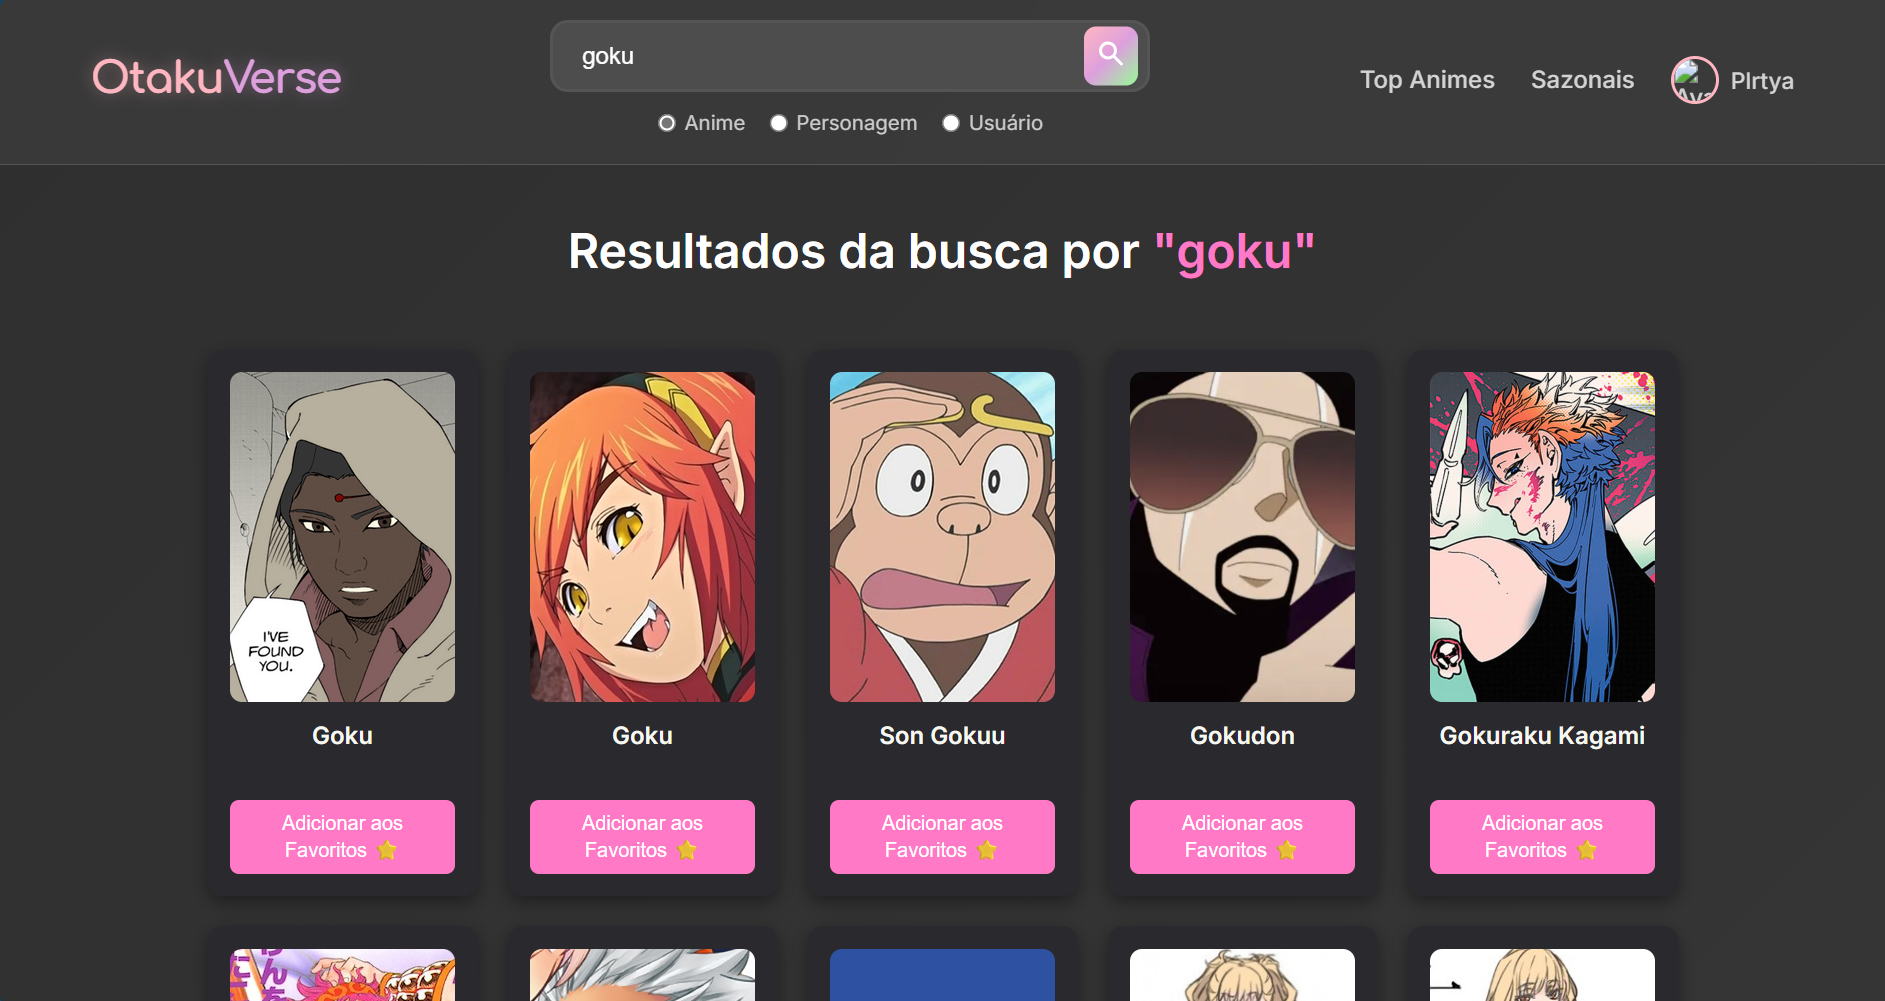 OtakuVerse
goku
Anime
Personagem
Usuário
Top Animes
Sazonais
PIrtya
Resultados da busca por "goku"
I'VE
FOUND
YOU.
Goku
Goku
Son Gokuu
Gokudon
Gokuraku Kagami
Adicionar aos
Favoritos ⭐
Adicionar aos
Favoritos ⭐
Adicionar aos
Favoritos ⭐
Adicionar aos
Favoritos ⭐
Adicionar aos
Favoritos ⭐